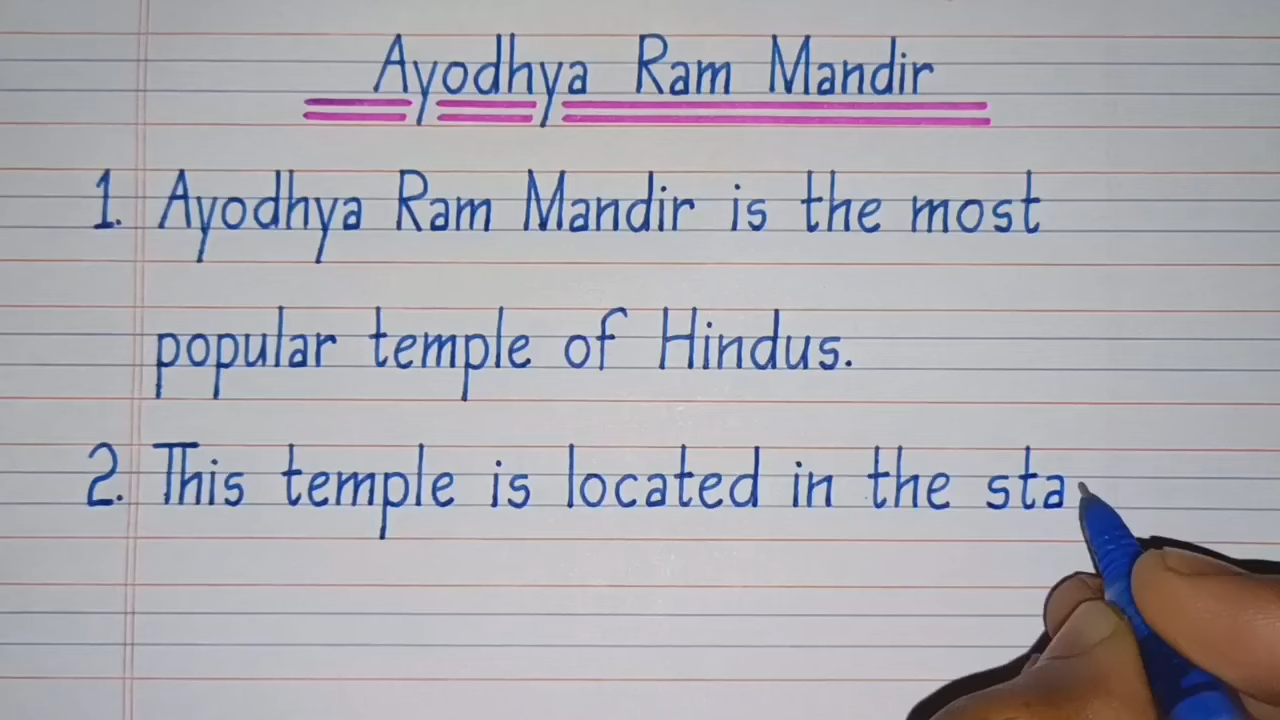 Ayodhya Ram Mandir
1. Ayodhya Ram Mandir is the most
popular temple of Hindus.
2. This temple is located in the sta